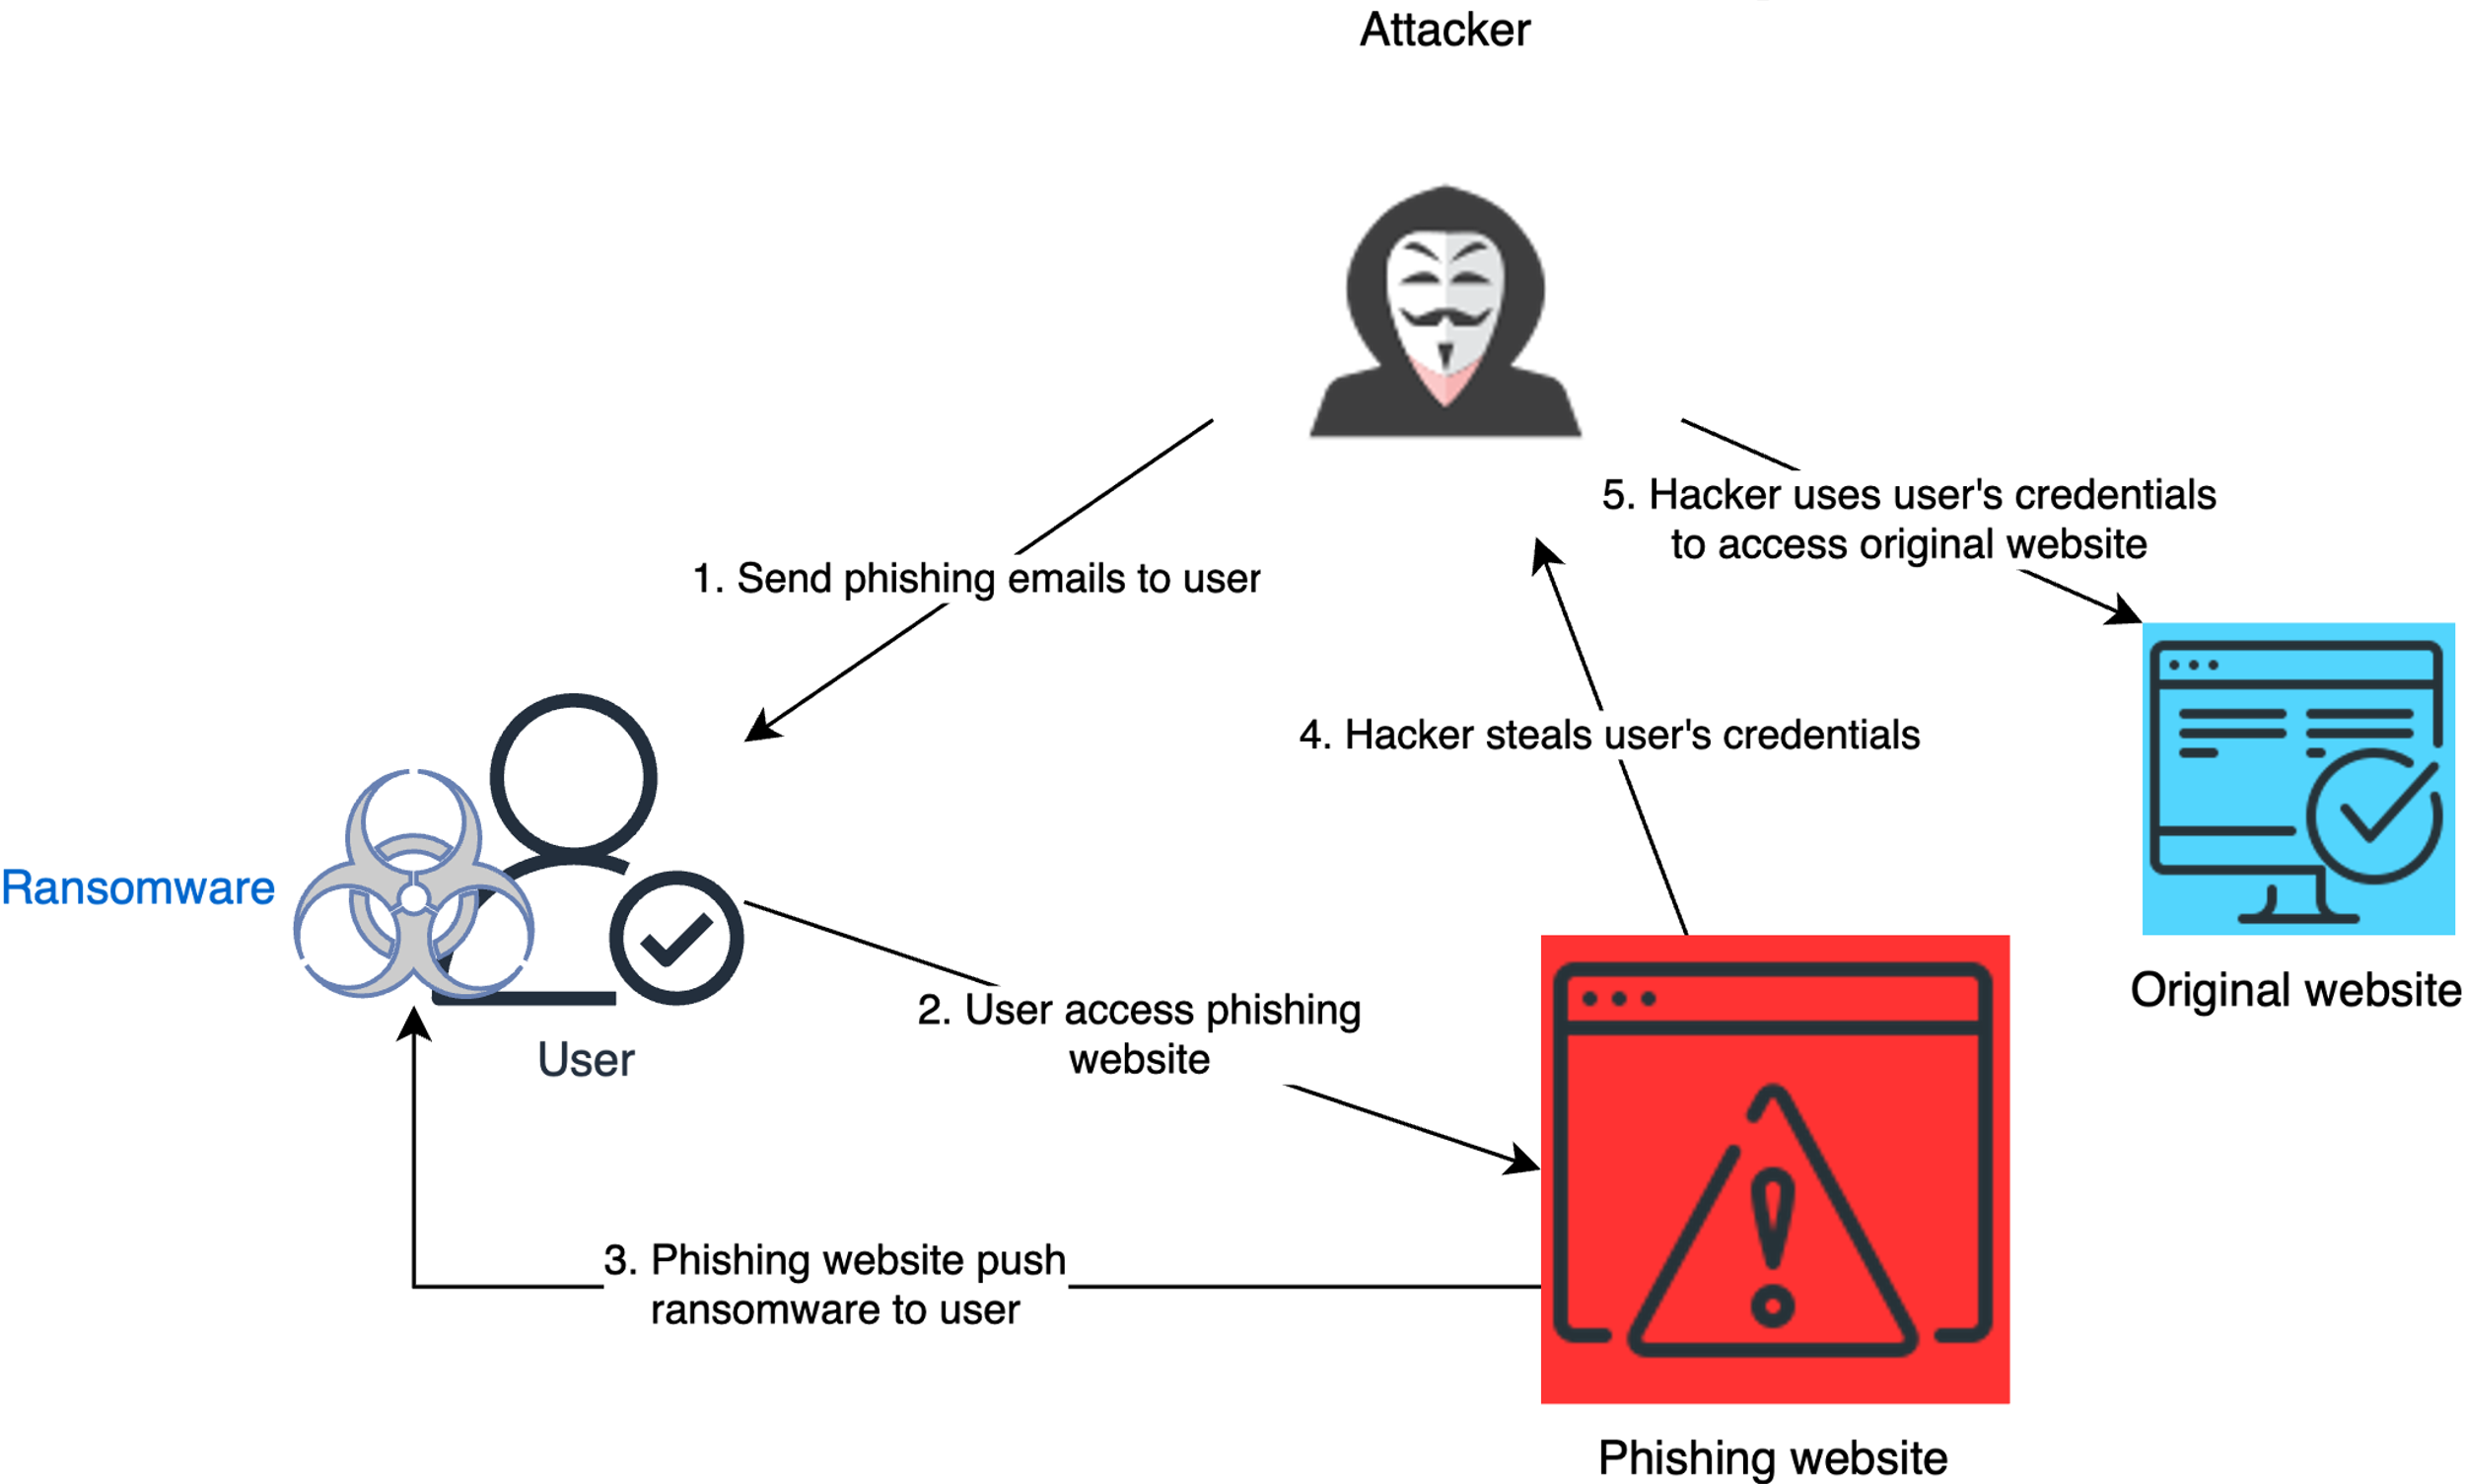 Attacker
5. Hacker uses user's credentials
to access original website
1. Send phishing emails to user
4. Hacker steals user's credentials
Ransomware
Original website
2. User access phishing
website
User
3. Phishing website push
ransomware to user
Phishing website